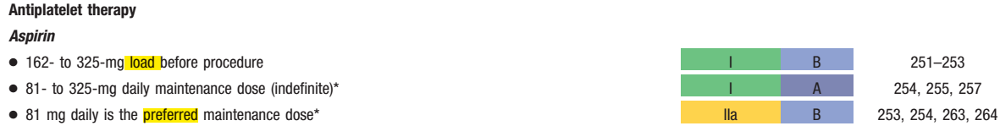 Antiplatelet therapy
Aspirin
● 162- to 325-mg load before procedure I B 251–253
● 81- to 325-mg daily maintenance dose (indefinite)* I A 254, 255, 257
● 81 mg daily is the preferred maintenance dose* IIa B 253, 254, 263, 264